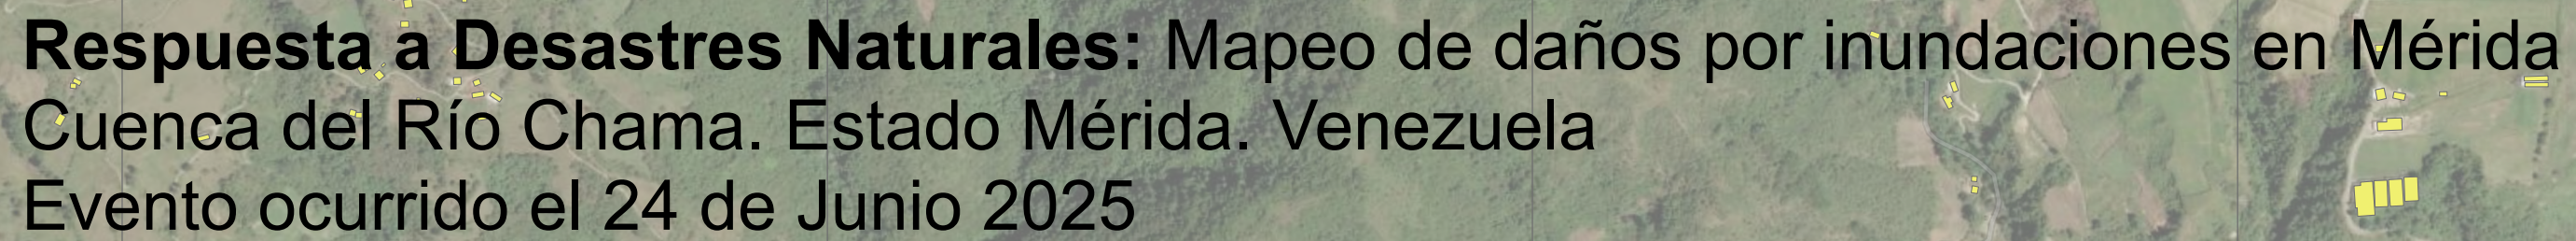 Respuesta a Desastres Naturales: Mapeo de daños por inundaciones en Mérida
Cuenca del Río Chama. Estado Mérida. Venezuela
Evento ocurrido el 24 de Junio 2025